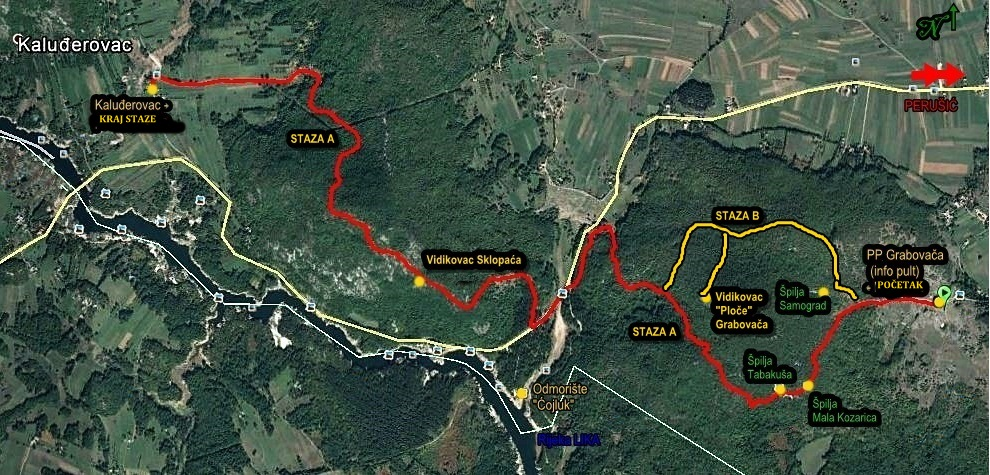 Kaluđerovac
N
PERUŠIĆ
Kaluđerovac -
KRAJ STAZE
STAZA A
STAZA B
Vidikovac Sklopaća
PP Grabovača
(info pult)
POČETAK
Špilja
Samograd
Vidikovac
"Ploče"
Grabovača
STAZA A
Špilja
Tabakuša
Špilja
Mala Kozarica
Odmorište
"Ćojluk"
Rijeka LIKA